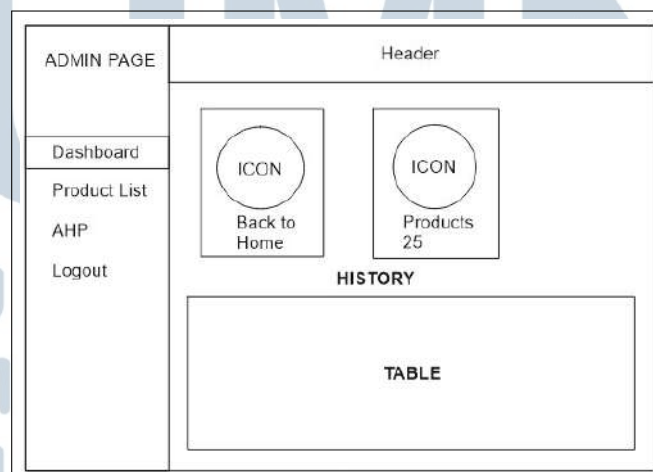 ADMIN PAGE
Header
Dashboard
Product List
AHP
Logout
ICON
Back to
Home
ICON
Products
25
HISTORY
TABLE